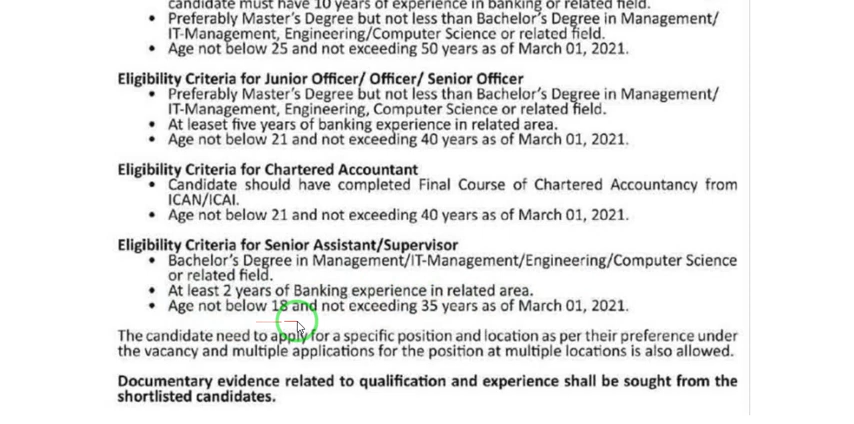 candidate must have 10 years of experience in banking or related field.
• Preferably Master's Degree but not less than Bachelor's Degree in Management/
IT-Management, Engineering/Computer Science or related field.
• Age not below 25 and not exceeding 50 years as of March 01, 2021.
Eligibility Criteria for Junior Officer/ Officer/ Senior Officer
• Preferably Master's Degree but not less than Bachelor's Degree in Management/
IT-Management, Engineering, Computer Science or related field.
• At leaset five years of banking experience in related area.
• Age not below 21 and not exceeding 40 years as of March 01, 2021.
Eligibility Criteria for Chartered Accountant
• Candidate should have completed Final Course of Chartered Accountancy from
ICAN/ICAI.
• Age not below 21 and not exceeding 40 years as of March 01, 2021.
Eligibility Criteria for Senior Assistant/Supervisor
• Bachelor's Degree in Management/IT-Management/Engineering/Computer Science
or related field.
• At least 2 years of Banking experience in related area.
• Age not below 18 and not exceeding 35 years as of March 01, 2021.
The candidate need to apply for a specific position and location as per their preference under
the vacancy and multiple applications for the position at multiple locations is also allowed.
Documentary evidence related to qualification and experience shall be sought from the
shortlisted candidates.